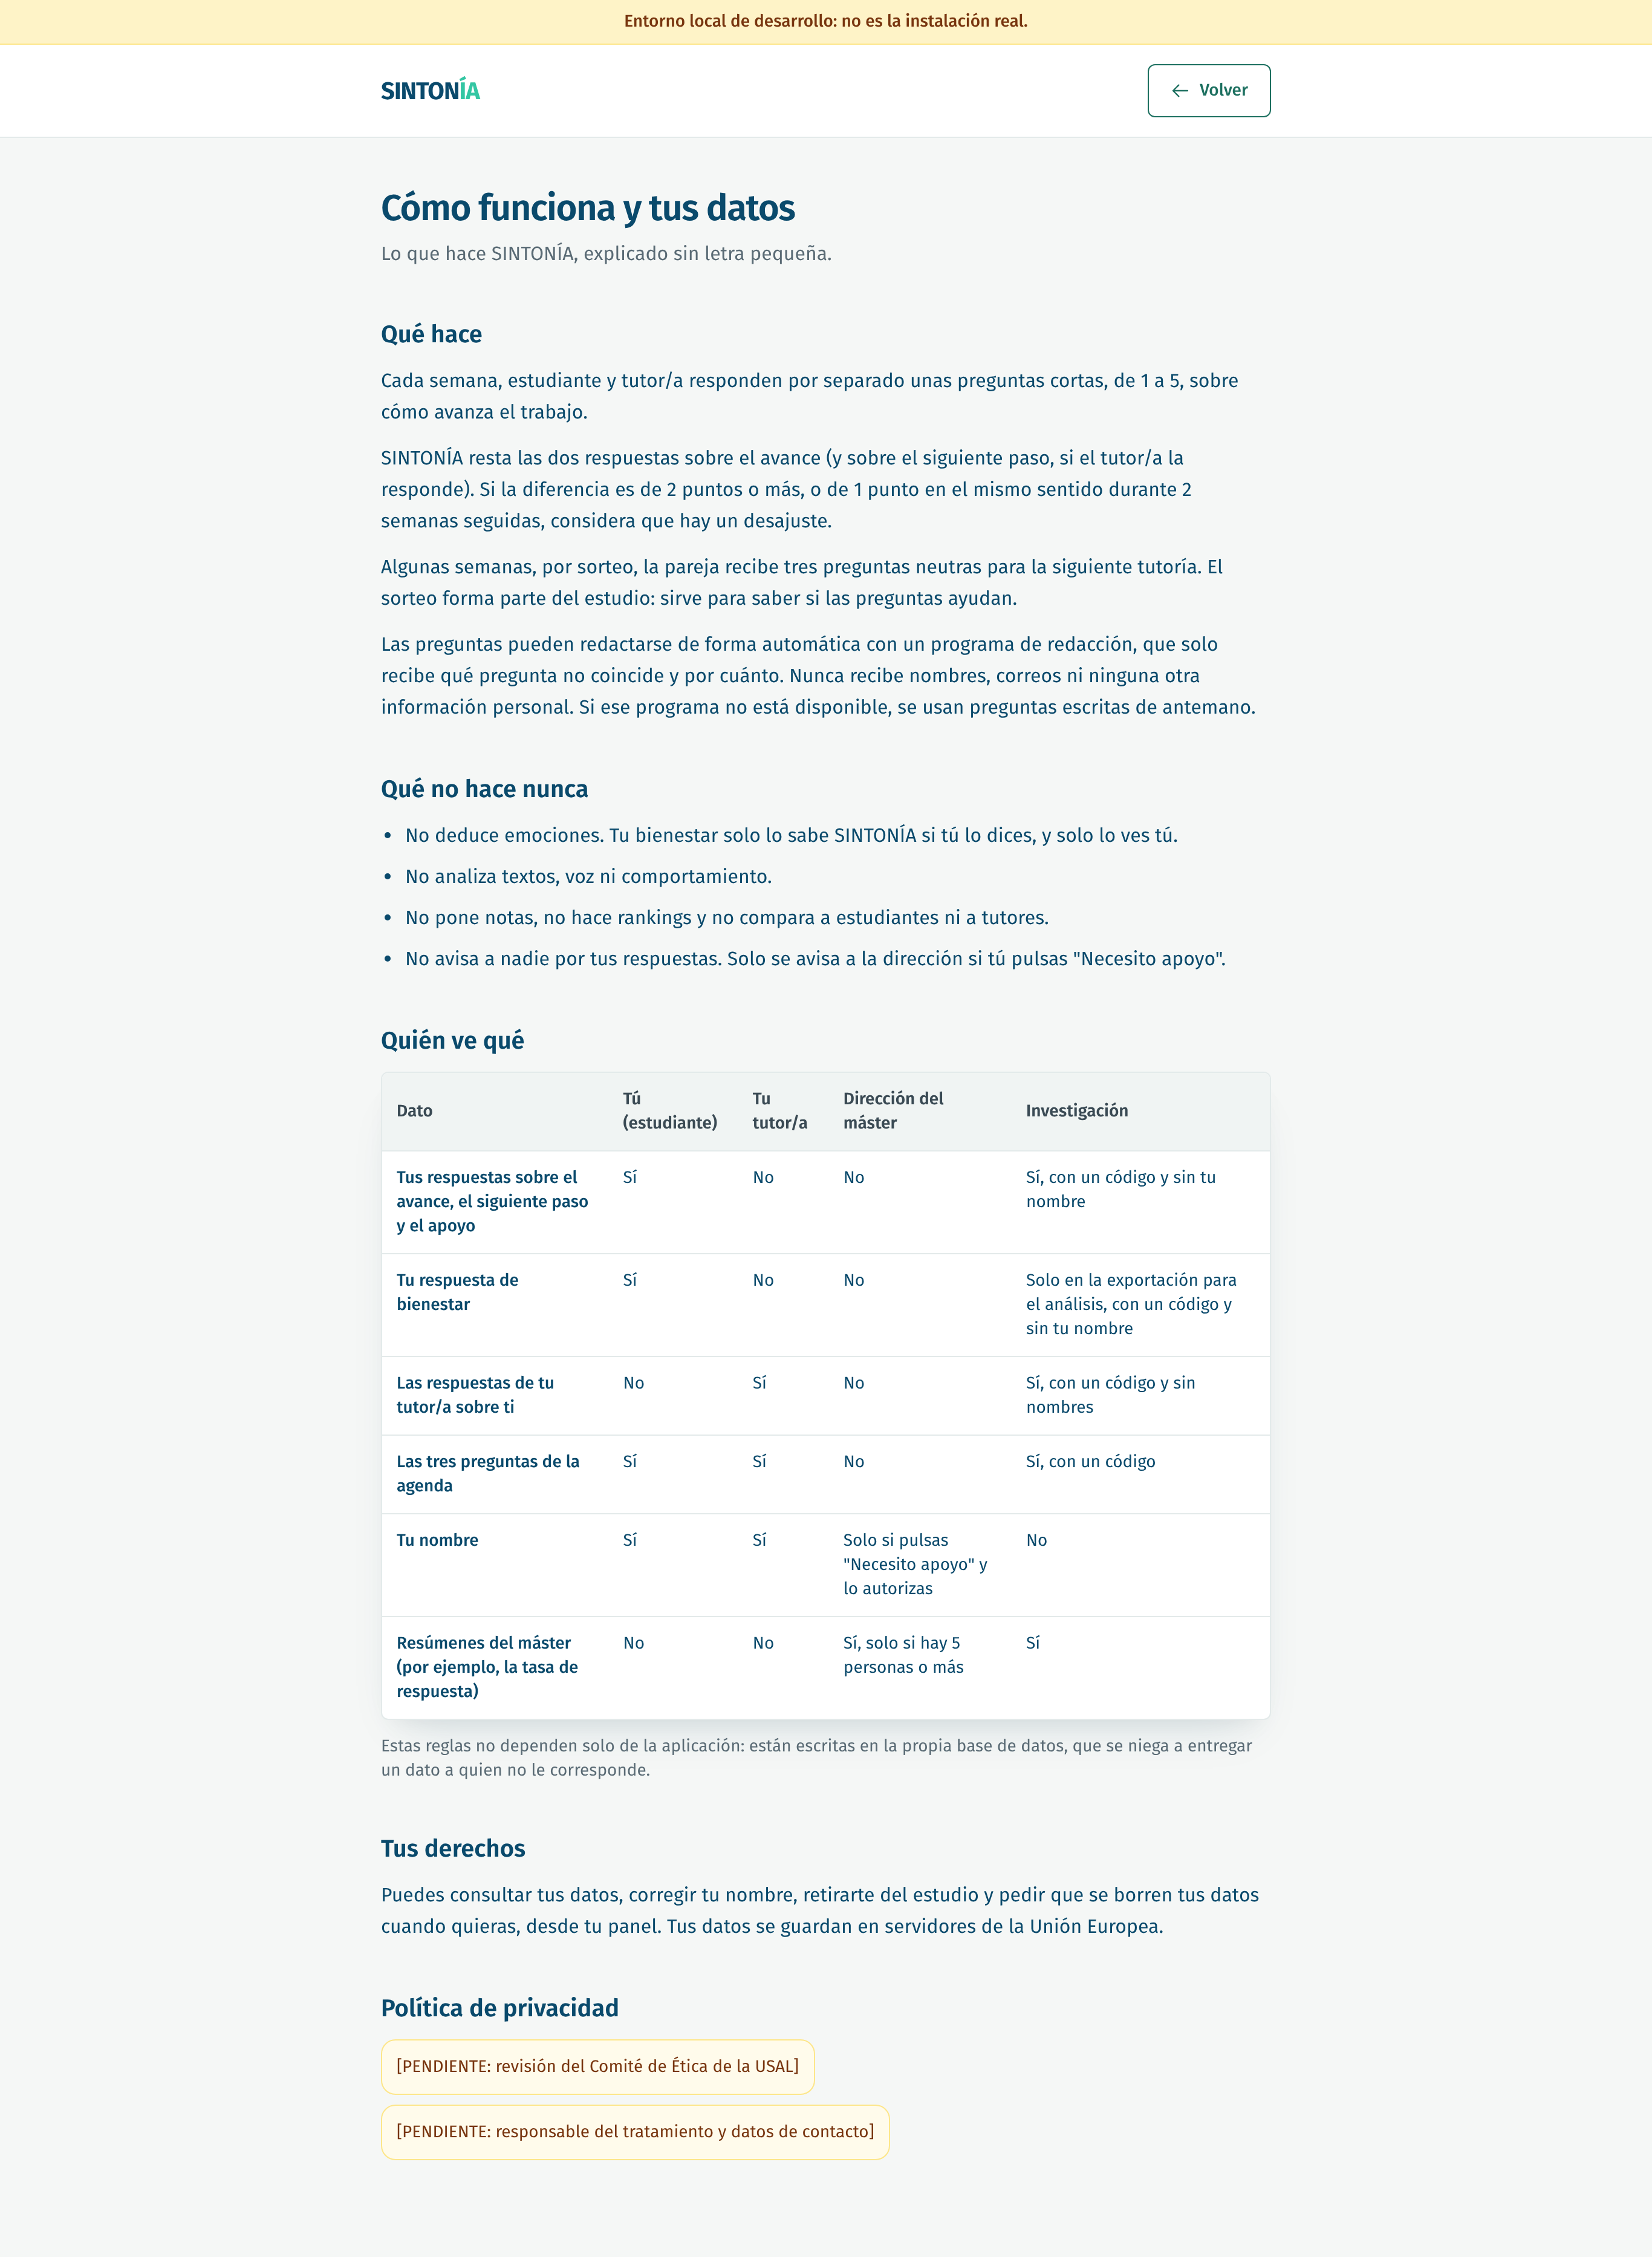 Entorno local de desarrollo: no es la instalación real.
SINTONÍA
← Volver
Cómo funciona y tus datos
Lo que hace SINTONÍA, explicado sin letra pequeña.
Qué hace
Cada semana, estudiante y tutor/a responden por separado unas preguntas cortas, de 1 a 5, sobre
cómo avanza el trabajo.
SINTONÍA resta las dos respuestas sobre el avance (y sobre el siguiente paso, si el tutor/a la
responde). Si la diferencia es de 2 puntos o más, o de 1 punto en el mismo sentido durante 2
semanas seguidas, considera que hay un desajuste.
Algunas semanas, por sorteo, la pareja recibe tres preguntas neutras para la siguiente tutoría. El
sorteo forma parte del estudio: sirve para saber si las preguntas ayudan.
Las preguntas pueden redactarse de forma automática con un programa de redacción, que solo
recibe qué pregunta no coincide y por cuánto. Nunca recibe nombres, correos ni ninguna otra
información personal. Si ese programa no está disponible, se usan preguntas escritas de antemano.
Qué no hace nunca
• No deduce emociones. Tu bienestar solo lo sabe SINTONÍA si tú lo dices, y solo lo ves tú.
• No analiza textos, voz ni comportamiento.
• No pone notas, no hace rankings y no compara a estudiantes ni a tutores.
• No avisa a nadie por tus respuestas. Solo se avisa a la dirección si tú pulsas "Necesito apoyo".
Quién ve qué
Dato
Tú
(estudiante)
Tu
tutor/a
Dirección del
máster
Investigación
Tus respuestas sobre el
avance, el siguiente paso
y el apoyo
Sí
No
No
Sí, con un código y sin tu
nombre
Tu respuesta de
bienestar
Sí
No
No
Solo en la exportación para
el análisis, con un código y
sin tu nombre
Las respuestas de tu
tutor/a sobre ti
No
Sí
No
Sí, con un código y sin
nombres
Las tres preguntas de la
agenda
Sí
Sí
No
Sí, con un código
Tu nombre
Sí
Sí
Solo si pulsas
"Necesito apoyo" y
lo autorizas
No
Resúmenes del máster
(por ejemplo, la tasa de
respuesta)
No
No
Sí, solo si hay 5
personas o más
Sí
Estas reglas no dependen solo de la aplicación: están escritas en la propia base de datos, que se niega a entregar
un dato a quien no le corresponde.
Tus derechos
Puedes consultar tus datos, corregir tu nombre, retirarte del estudio y pedir que se borren tus datos
cuando quieras, desde tu panel. Tus datos se guardan en servidores de la Unión Europea.
Política de privacidad
[PENDIENTE: revisión del Comité de Ética de la USAL]
[PENDIENTE: responsable del tratamiento y datos de contacto]